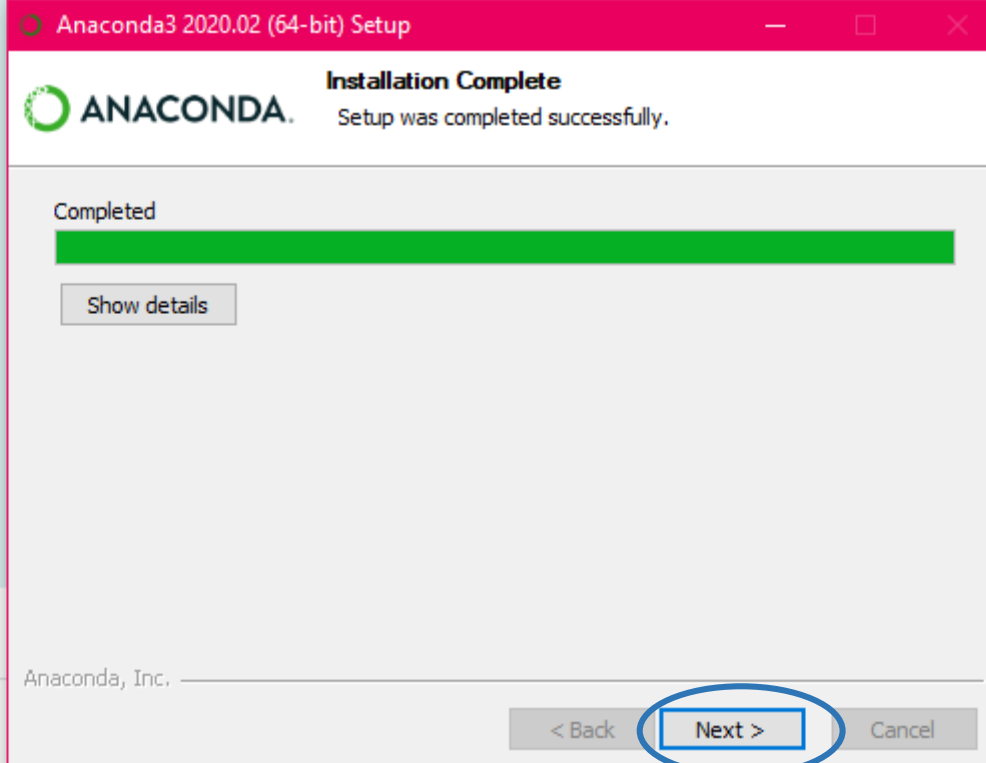 Anaconda3 2020.02 (64-bit) Setup
ANACONDA.
Installation Complete
Setup was completed successfully.
Completed
Show details
Anaconda, Inc.
< Back
Next >
Cancel